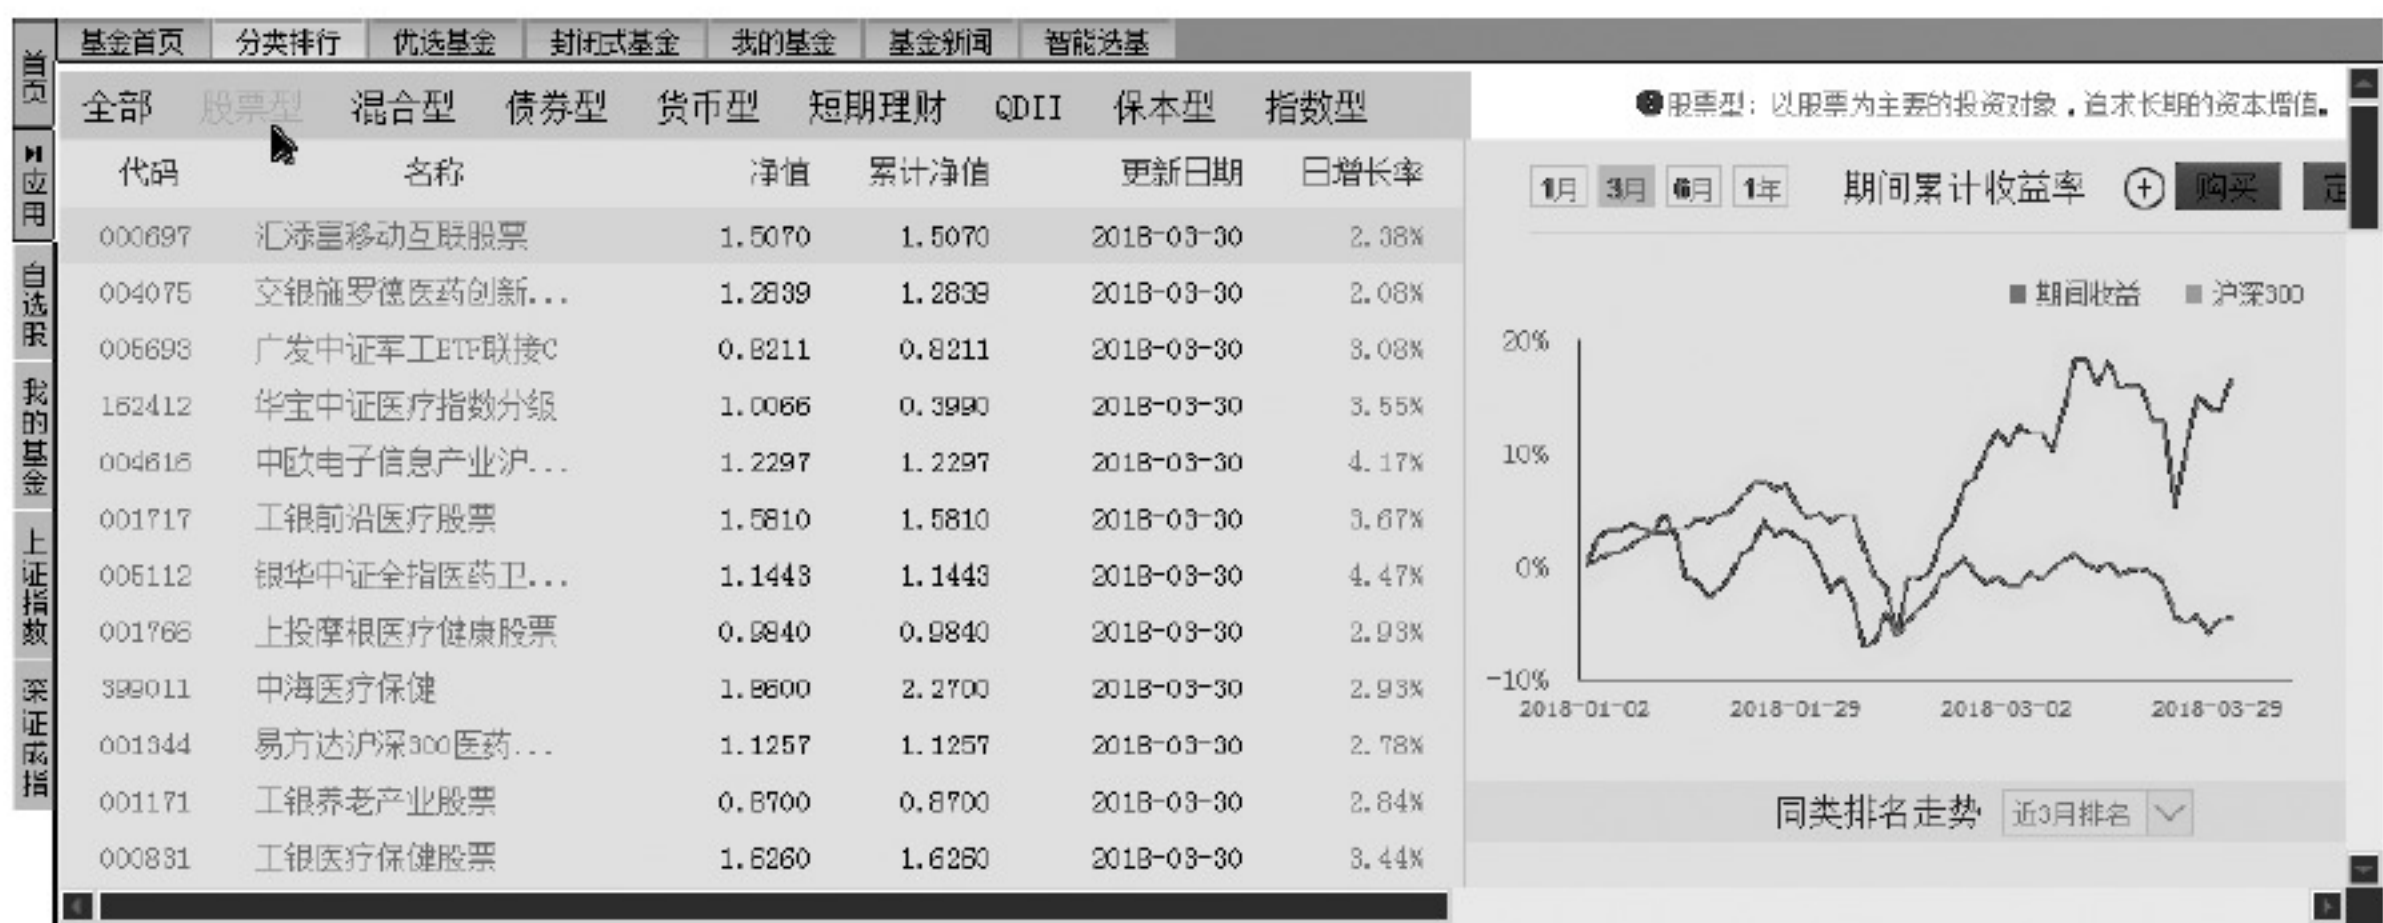 基金首页 分类排行 优选基金 封闭式基金 我的基金 基金新闻 智能选基
首页
应用
自选股
我的基金
上证指数
深证成指
全部 股票型 混合型 债券型 货币型 短期理财 QDII 保本型 指数型
股票型：以股票为主要的投资对象，追求长期的资本增值。
代码 名称 净值 累计净值 更新日期 日增长率
000697 汇添富移动互联股票 1.5070 1.5070 2018-03-30 2.38%
004075 交银施罗德医药创新... 1.2839 1.2839 2018-03-30 2.08%
005693 广发中证军工ETF联接C 0.8211 0.8211 2018-03-30 3.08%
162412 华宝中证医疗指数分级 1.0066 0.3990 2018-03-30 3.55%
004616 中欧电子信息产业沪... 1.2297 1.2297 2018-03-30 4.17%
001717 工银前沿医疗股票 1.5810 1.5810 2018-03-30 3.67%
005112 银华中证全指医药卫... 1.1443 1.1443 2018-03-30 4.47%
001766 上投摩根医疗健康股票 0.9840 0.9840 2018-03-30 2.93%
399011 中海医疗保健 1.8600 2.2700 2018-03-30 2.93%
001344 易方达沪深300医药... 1.1257 1.1257 2018-03-30 2.78%
001171 工银养老产业股票 0.8700 0.8700 2018-03-30 2.84%
000831 工银医疗保健股票 1.6260 1.6260 2018-03-30 3.44%
1月 3月 6月 1年 期间累计收益率 购买 定
期间收益 沪深300
20%
10%
0%
-10%
2018-01-02 2018-01-29 2018-03-02 2018-03-29
同类排名走势 近3月排名